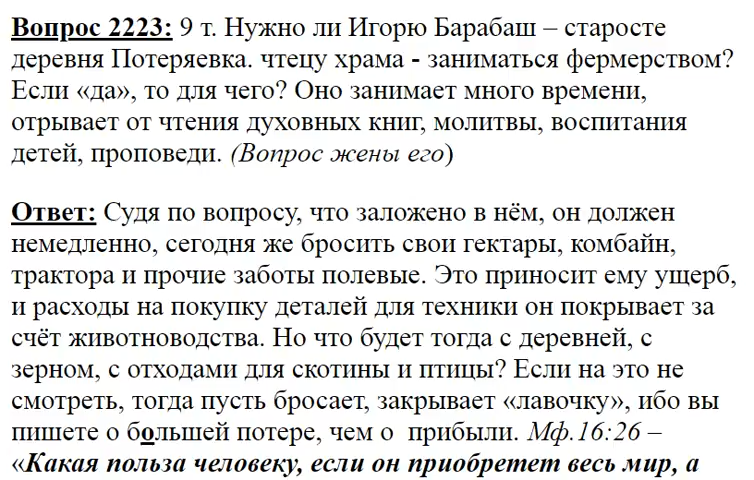 Вопрос 2223: 9 т. Нужно ли Игорю Барабаш – старосте
деревня Потеряевка. чтецу храма - заниматься фермерством?
Если «да», то для чего? Оно занимает много времени,
отрывает от чтения духовных книг, молитвы, воспитания
детей, проповеди. (Вопрос жены его)
Ответ: Судя по вопросу, что заложено в нём, он должен
немедленно, сегодня же бросить свои гектары, комбайн,
трактора и прочие заботы полевые. Это приносит ему ущерб,
и расходы на покупку деталей для техники он покрывает за
счёт животноводства. Но что будет тогда с деревней, с
зерном, с отходами для скотины и птицы? Если на это не
смотреть, тогда пусть бросает, закрывает «лавочку», ибо вы
пишете о большей потере, чем о прибыли. Мф.16:26 –
«Какая польза человеку, если он приобретет весь мир, а